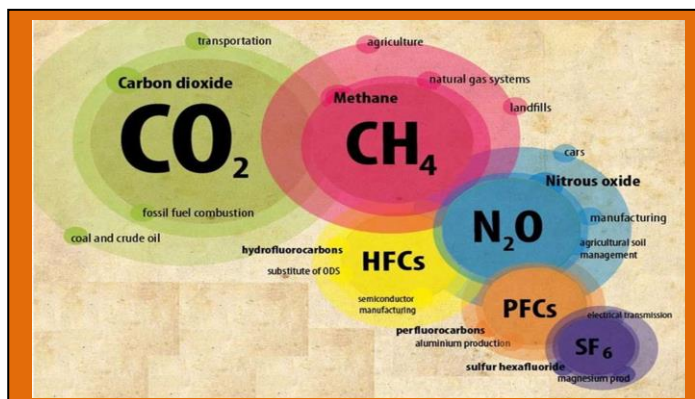 transportation
Carbon dioxide
CO2
fossil fuel combustion
coal and crude oil
agriculture
natural gas systems
Methane
landfills
CH4
cars
Nitrous oxide
N2O
manufacturing
agricultural soil
management
hydrofluorocarbons
HFCs
substitute of ODS
semiconductor
manufacturing
PFCs
perfluorocarbons
aluminium production
electrical transmission
SF6
sulfur hexafluoride
magnesium prod